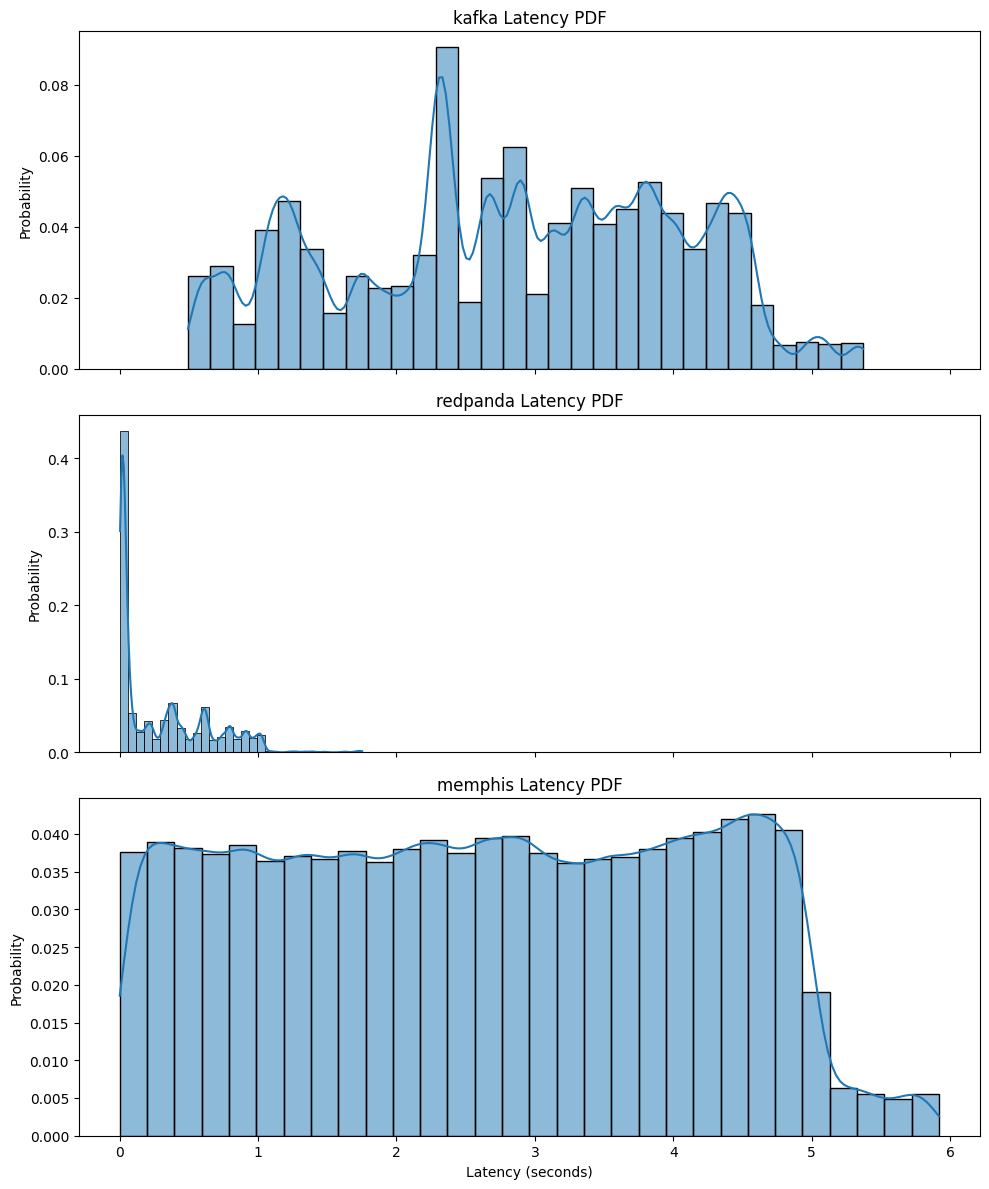 kafka Latency PDF
0.08
0.06
0.04
0.02
0.00
Probability
redpanda Latency PDF
0.4
0.3
0.2
0.1
0.0
Probability
memphis Latency PDF
0.040
0.035
0.030
0.025
0.020
0.015
0.010
0.005
0.000
Probability
0 1 2 3 4 5 6
Latency (seconds)